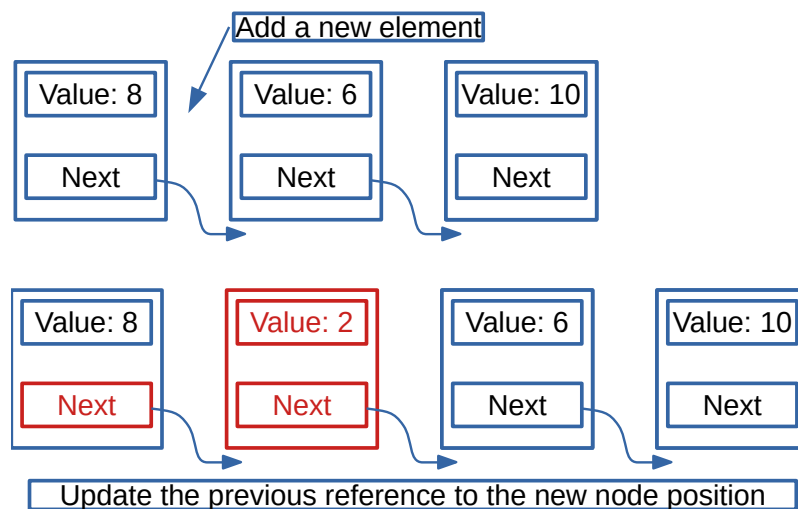 Add a new element
Value: 8
Value: 6
Value: 10
Next
Next
Next
Value: 8
Value: 2
Value: 6
Value: 10
Next
Next
Next
Next
Update the previous reference to the new node position